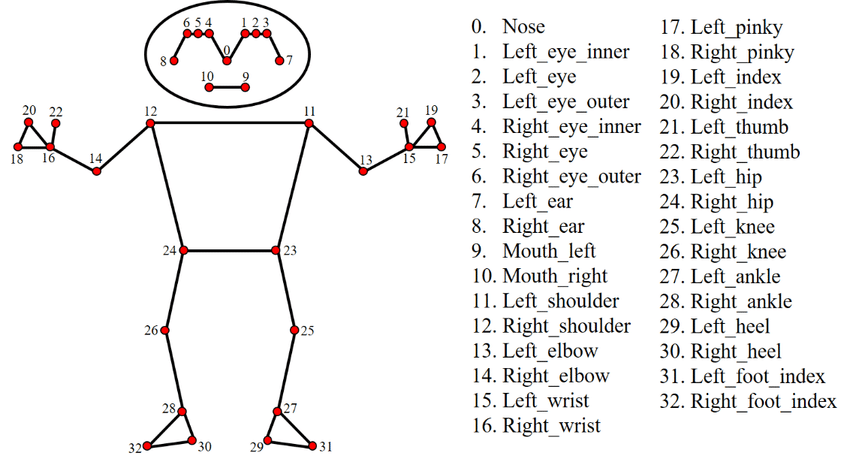 6 5 4 1 2 3
0
8 7
10 9
20 22 12 11 21 19
18 16 14 13 15 17
24 23
26 25
28 27
32 30 29 31
0. Nose
1. Left_eye_inner
2. Left_eye
3. Left_eye_outer
4. Right_eye_inner
5. Right_eye
6. Right_eye_outer
7. Left_ear
8. Right_ear
9. Mouth_left
10. Mouth_right
11. Left_shoulder
12. Right_shoulder
13. Left_elbow
14. Right_elbow
15. Left_wrist
16. Right_wrist
17. Left_pinky
18. Right_pinky
19. Left_index
20. Right_index
21. Left_thumb
22. Right_thumb
23. Left_hip
24. Right_hip
25. Left_knee
26. Right_knee
27. Left_ankle
28. Right_ankle
29. Left_heel
30. Right_heel
31. Left_foot_index
32. Right_foot_index